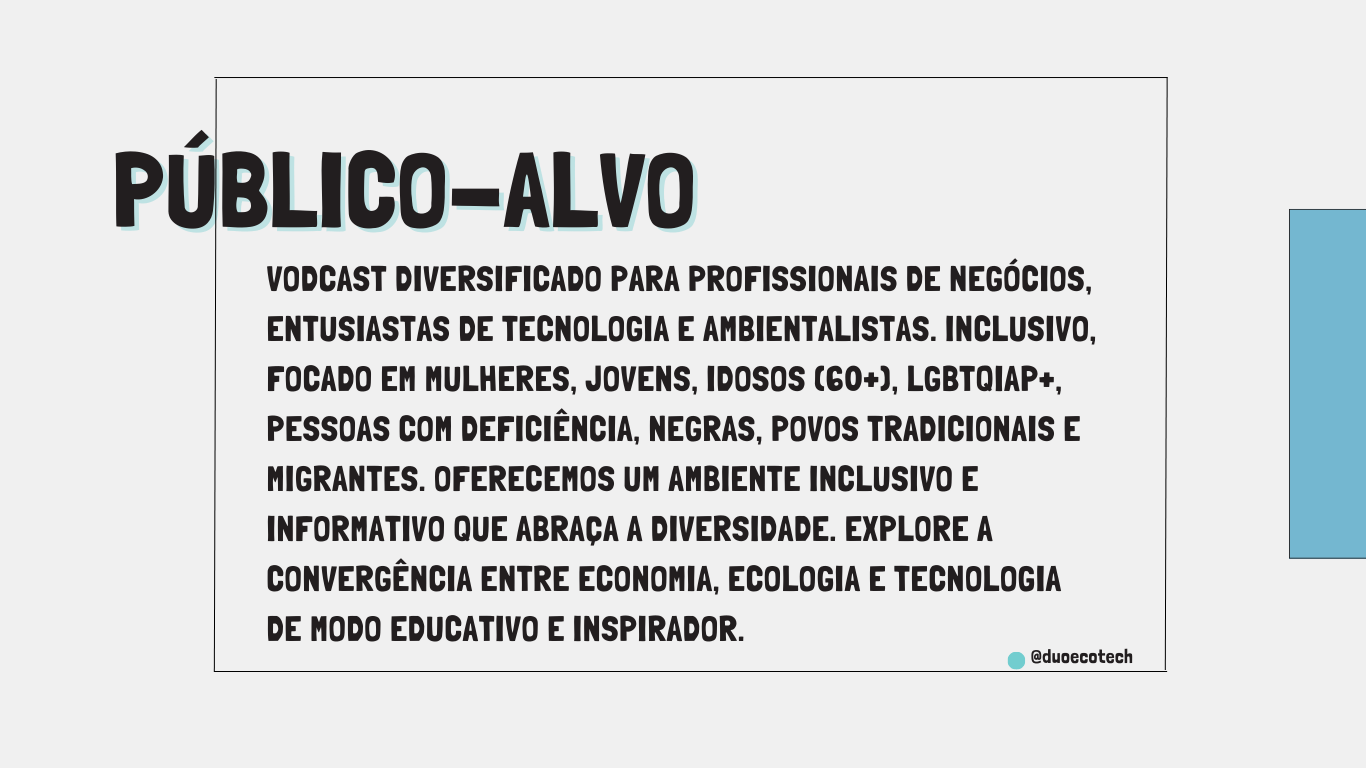 PÚBLICO-ALVO
VODCAST DIVERSIFICADO PARA PROFISSIONAIS DE NEGÓCIOS,
ENTUSIASTAS DE TECNOLOGIA E AMBIENTALISTAS. INCLUSIVO,
FOCADO EM MULHERES, JOVENS, IDOSOS (60+), LGBTQIAP+,
PESSOAS COM DEFICIÊNCIA, NEGRAS, POVOS TRADICIONAIS E
MIGRANTES. OFERECEMOS UM AMBIENTE INCLUSIVO E
INFORMATIVO QUE ABRAÇA A DIVERSIDADE. EXPLORE A
CONVERGÊNCIA ENTRE ECONOMIA, ECOLOGIA E TECNOLOGIA
DE MODO EDUCATIVO E INSPIRADOR.
@duoecotech